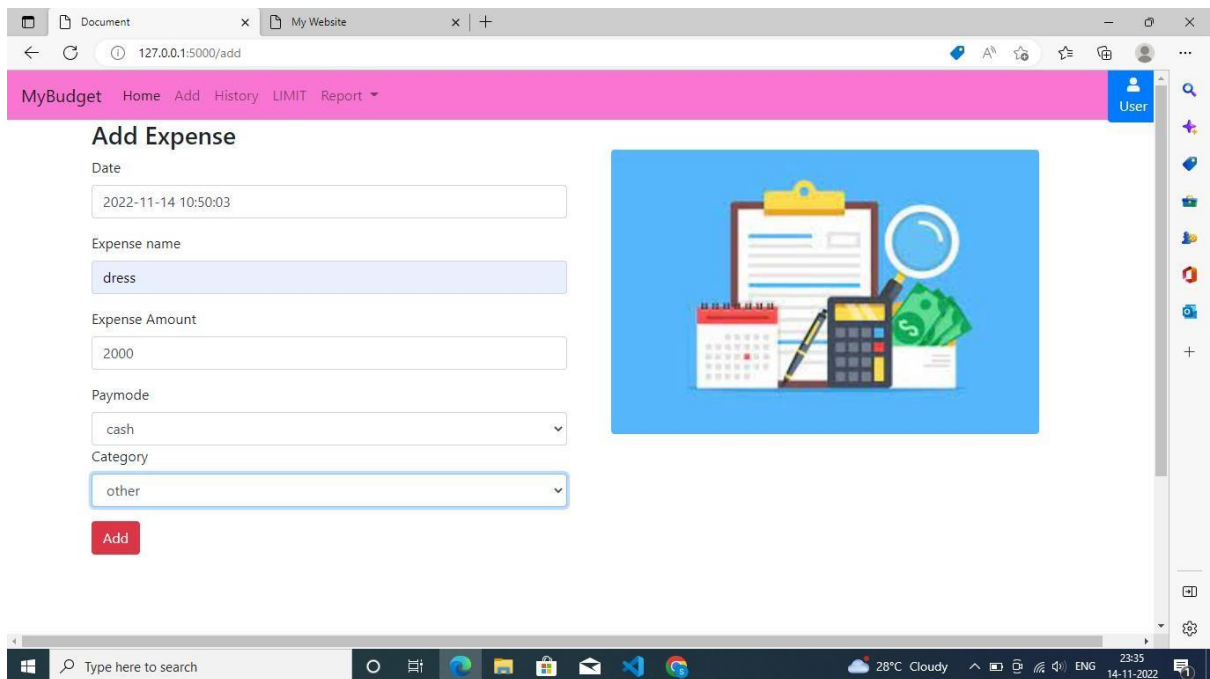 Document
My Website
127.0.0.1:5000/add
MyBudget Home Add History LIMIT Report
User
Add Expense
Date
2022-11-14 10:50:03
Expense name
dress
Expense Amount
2000
Paymode
cash
Category
other
Add
Type here to search
28°C Cloudy
ENG
23:35
14-11-2022